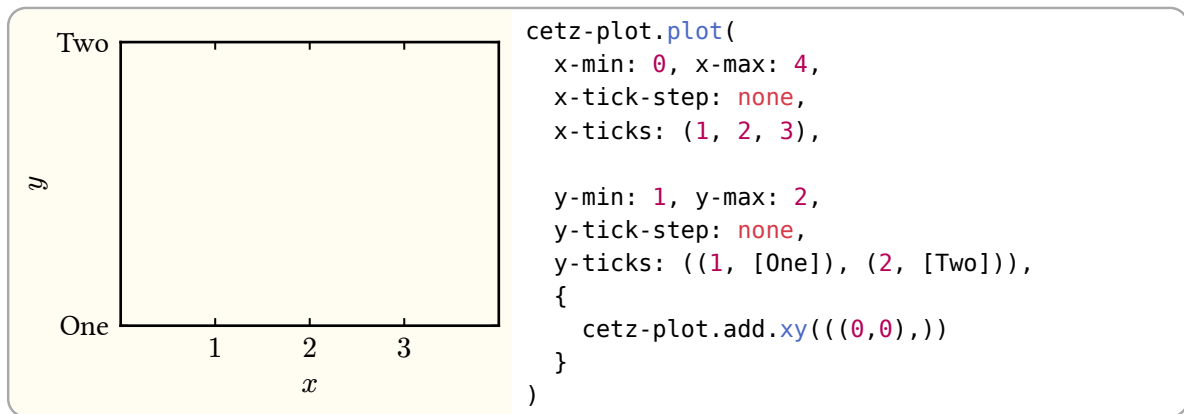 Two
y
One
1 2 3
x
cetz-plot.plot(
  x-min: 0, x-max: 4,
  x-tick-step: none,
  x-ticks: (1, 2, 3),

  y-min: 1, y-max: 2,
  y-tick-step: none,
  y-ticks: ((1, [One]), (2, [Two])),
  {
    cetz-plot.add.xy(((0,0),))
  }
)